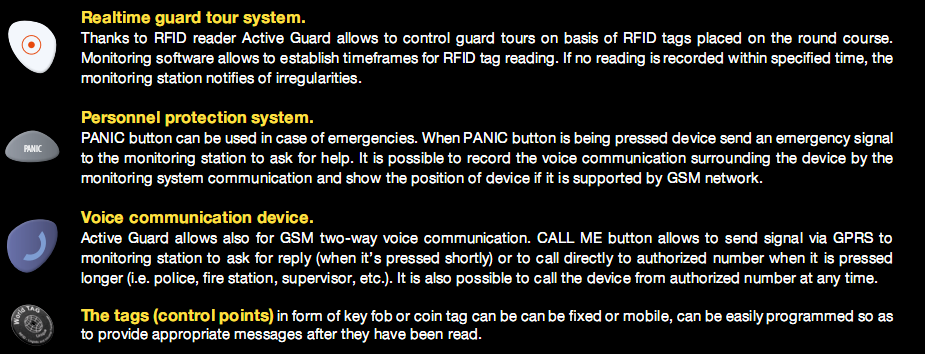 Realtime guard tour system.
Thanks to RFID reader Active Guard allows to control guard tours on basis of RFID tags placed on the round course.
Monitoring software allows to establish timeframes for RFID tag reading. If no reading is recorded within specified time, the
monitoring station notifies of irregularities.
Personnel protection system.
PANIC
PANIC button can be used in case of emergencies. When PANIC button is being pressed device send an emergency signal
to the monitoring station to ask for help. It is possible to record the voice communication surrounding the device by the
monitoring system communication and show the position of device if it is supported by GSM network.
Voice communication device.
Active Guard allows also for GSM two-way voice communication. CALL ME button allows to send signal via GPRS to
monitoring station to ask for reply (when it's pressed shortly) or to call directly to authorized number when it is pressed
longer (i.e. police, fire station, supervisor, etc.). It is also possible to call the device from authorized number at any time.
World TAG
The tags (control points) in form of key fob or coin tag can be can be fixed or mobile, can be easily programmed so as
to provide appropriate messages after they have been read.